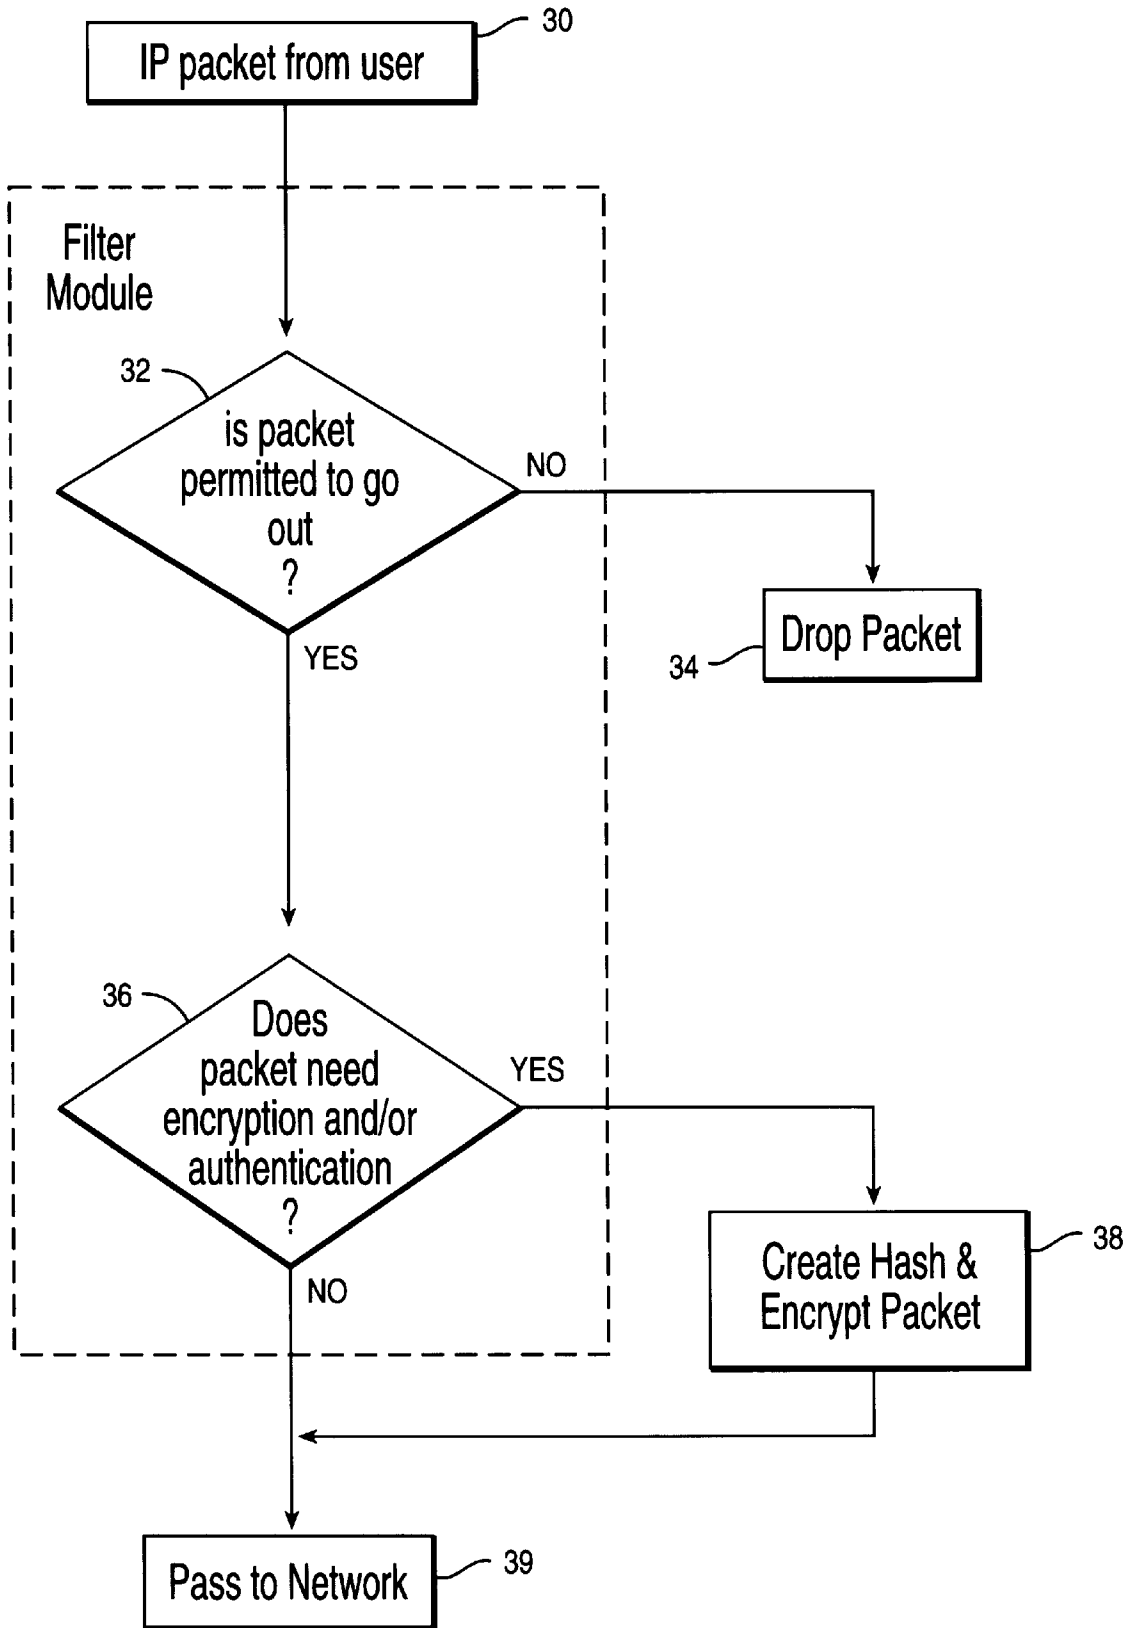 30
IP packet from user
Filter
Module
32
is packet
permitted to go
out
?
NO
YES
Drop Packet
34
36
Does
packet need
encryption and/or
authentication
?
YES
NO
Create Hash &
Encrypt Packet
38
Pass to Network
39